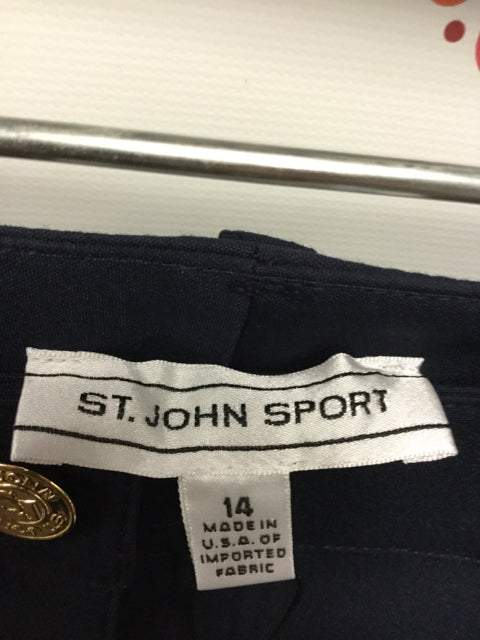 ST. JOHN SPORT
14
MADE IN
U.S.A. OF
IMPORTED
FABRIC